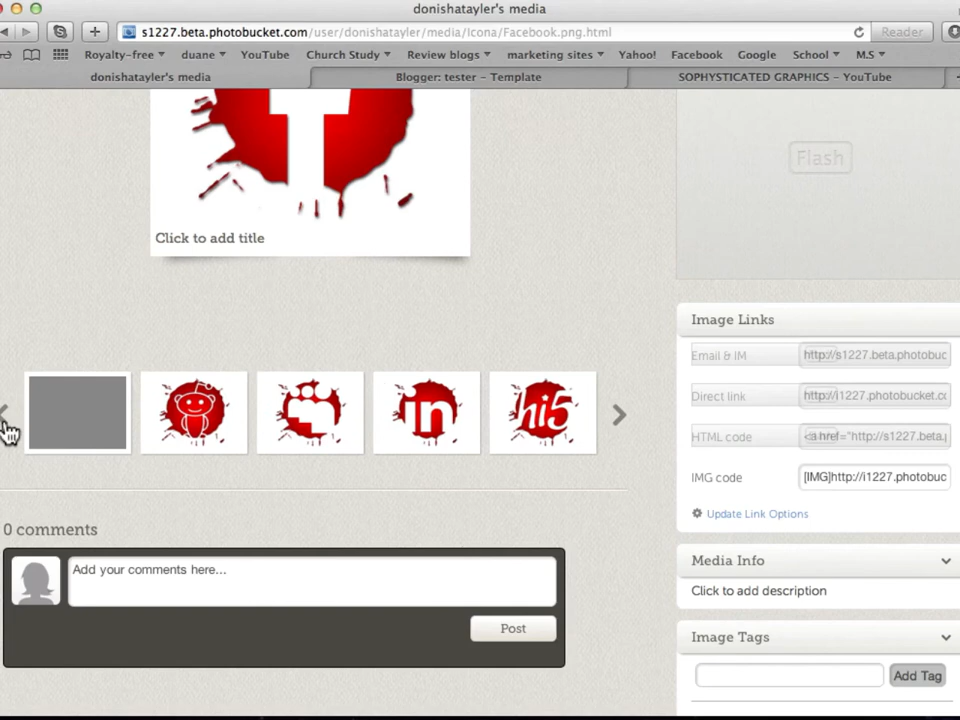 donishatayler's media
s1227.beta.photobucket.com/user/donishatayler/media/Icona/Facebook.png.html
Reader
Royalty-free duane YouTube Church Study Review blogs marketing sites Yahoo! Facebook Google School M.S
donishatayler's media Blogger: tester – Template SOPHYSTICATED GRAPHICS – YouTube
Flash
Click to add title
Image Links
Email & IM http://s1227.beta.photobuc
Direct link http://i1227.photobucket.co
HTML code <a href="http://s1227.beta.p
IMG code [IMG]http://i1227.photobuc
Update Link Options
in hi5
0 comments
Add your comments here...
Post
Media Info
Click to add description
Image Tags
Add Tag